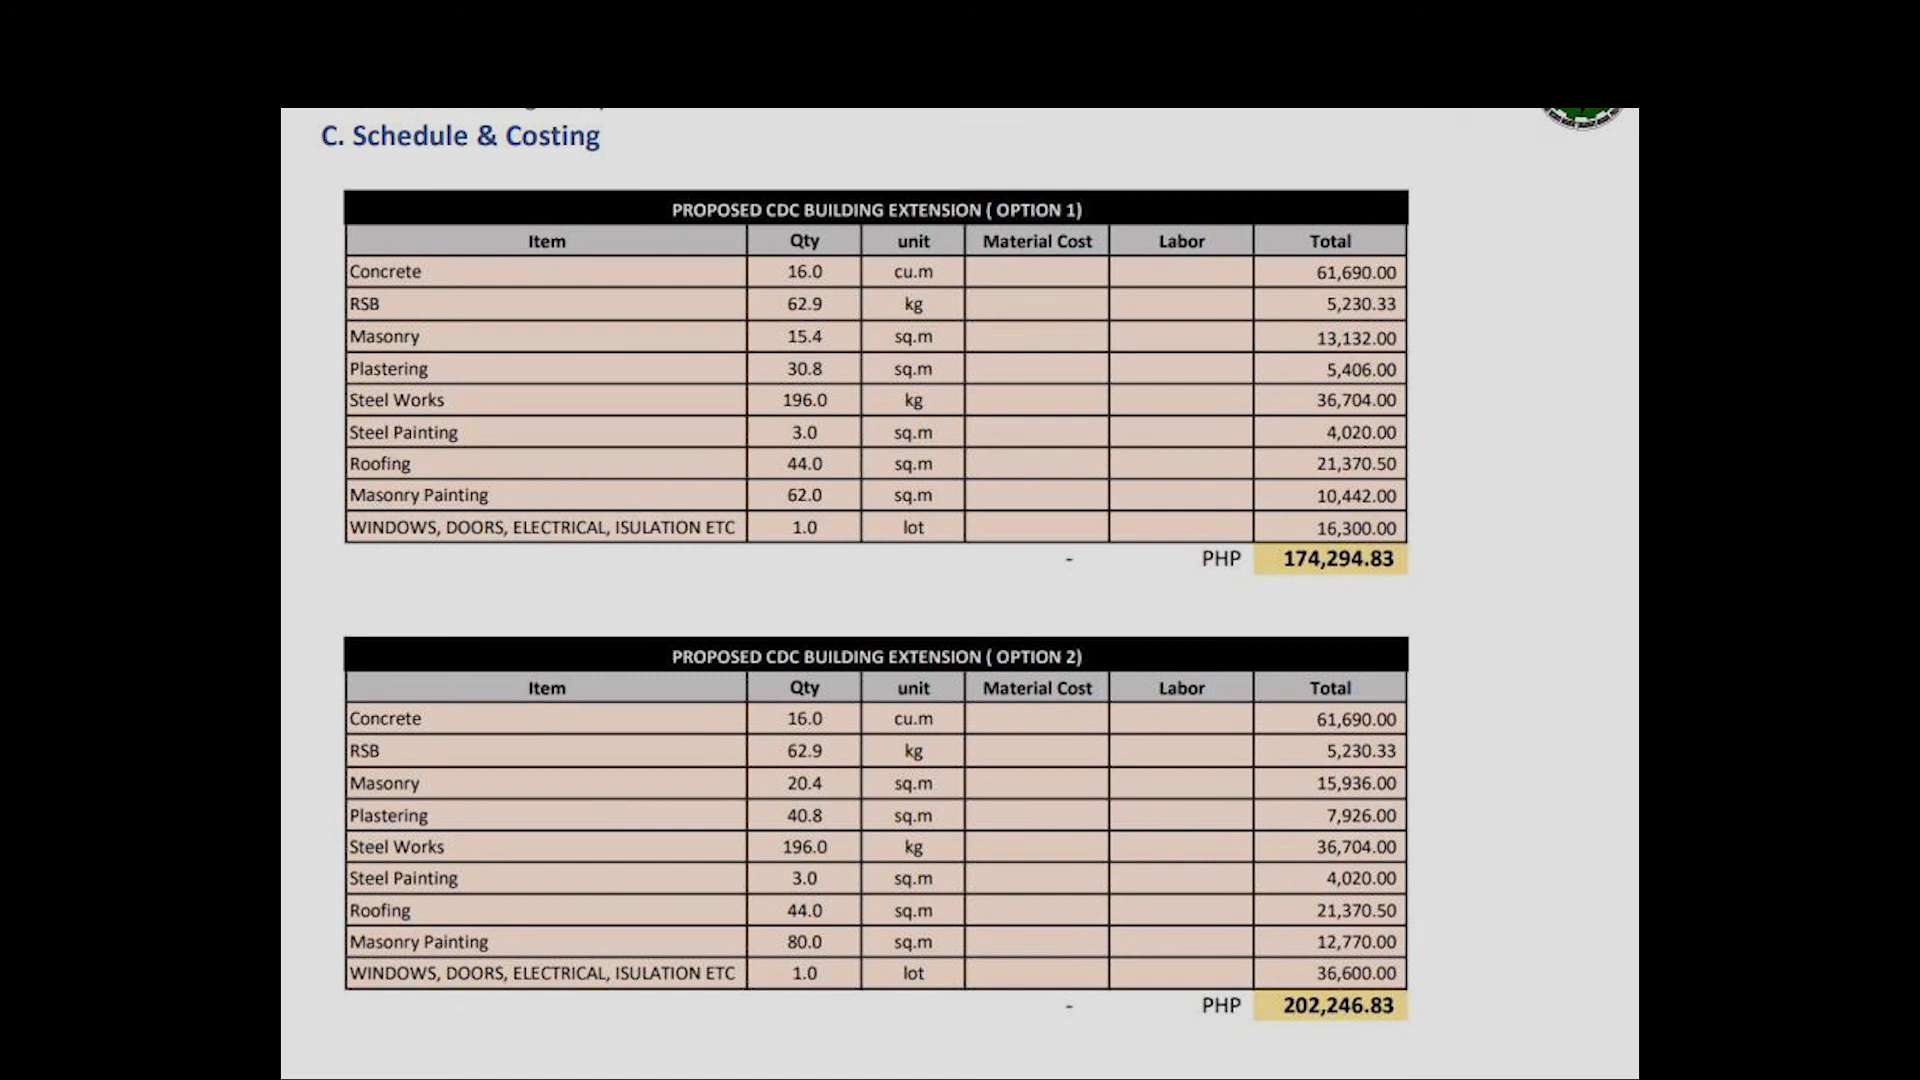 C. Schedule & Costing
PROPOSED CDC BUILDING EXTENSION ( OPTION 1)
Item Qty unit Material Cost Labor Total
Concrete 16.0 cu.m 61,690.00
RSB 62.9 kg 5,230.33
Masonry 15.4 sq.m 13,132.00
Plastering 30.8 sq.m 5,406.00
Steel Works 196.0 kg 36,704.00
Steel Painting 3.0 sq.m 4,020.00
Roofing 44.0 sq.m 21,370.50
Masonry Painting 62.0 sq.m 10,442.00
WINDOWS, DOORS, ELECTRICAL, ISULATION ETC 1.0 lot 16,300.00
- PHP 174,294.83
PROPOSED CDC BUILDING EXTENSION ( OPTION 2)
Item Qty unit Material Cost Labor Total
Concrete 16.0 cu.m 61,690.00
RSB 62.9 kg 5,230.33
Masonry 20.4 sq.m 15,936.00
Plastering 40.8 sq.m 7,926.00
Steel Works 196.0 kg 36,704.00
Steel Painting 3.0 sq.m 4,020.00
Roofing 44.0 sq.m 21,370.50
Masonry Painting 80.0 sq.m 12,770.00
WINDOWS, DOORS, ELECTRICAL, ISULATION ETC 1.0 lot 36,600.00
- PHP 202,246.83